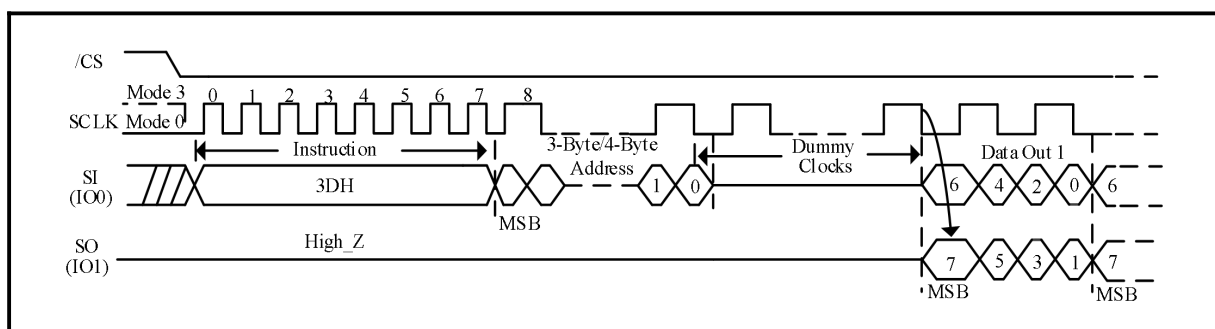 /CS
Mode 3
0 1 2 3 4 5 6 7 8
SCLK Mode 0
Instruction
3-Byte/4-Byte
Address
Dummy
Clocks
Data Out 1
SI
(IO0)
3DH
1 0
6 4 2 0 6
MSB
SO
(IO1)
High_Z
7 5 3 1 7
MSB
MSB